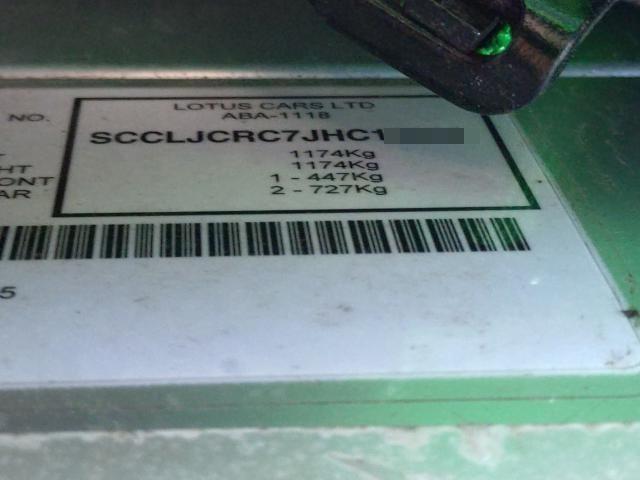 LOTUS CARS LTD
NO. ABA-1118
SCCLJCRC7JHC1
1174Kg
HT 1174Kg
ONT 1 - 447Kg
AR 2 - 727Kg
5